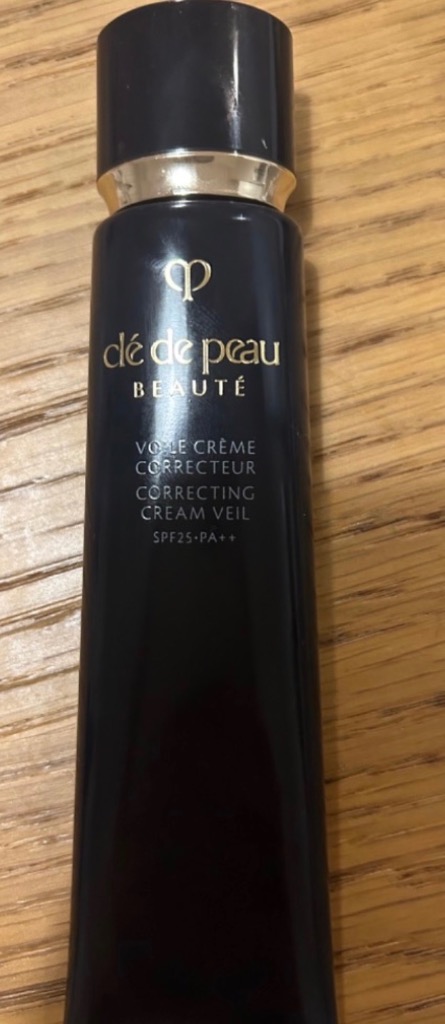 clé de peau
BEAUTÉ
VOILE CRÈME
CORRECTEUR
CORRECTING
CREAM VEIL
SPF25・PA++